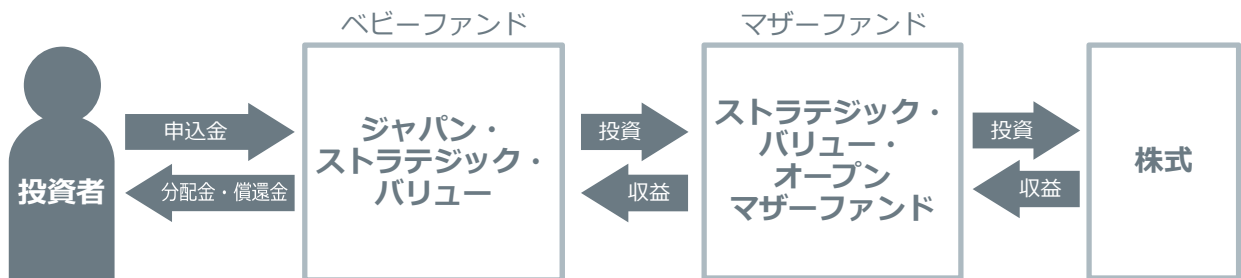 ベビーファンド
マザーファンド
投資者
申込金
分配金・償還金
ジャパン・
ストラテジック・
バリュー
投資
収益
ストラテジック・
バリュー・
オープン
マザーファンド
投資
収益
株式